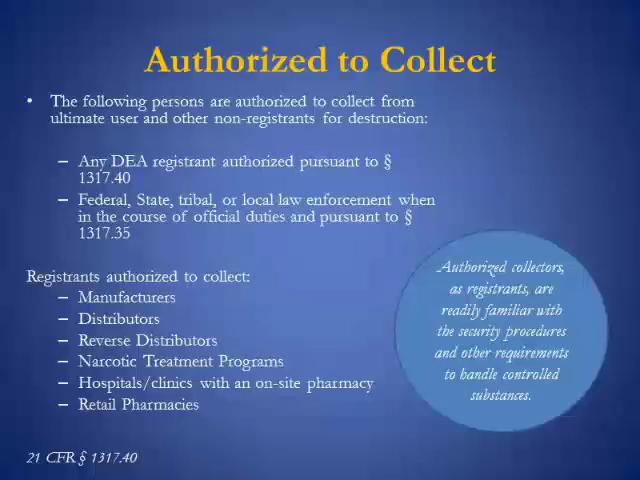 Authorized to Collect
• The following persons are authorized to collect from
ultimate user and other non-registrants for destruction:
– Any DEA registrant authorized pursuant to §
1317.40
– Federal, State, tribal, or local law enforcement when
in the course of official duties and pursuant to §
1317.35
Registrants authorized to collect:
– Manufacturers
– Distributors
– Reverse Distributors
– Narcotic Treatment Programs
– Hospitals/clinics with an on-site pharmacy
– Retail Pharmacies
Authorized collectors,
as registrants, are
readily familiar with
the security procedures
and other requirements
to handle controlled
substances.
21 CFR § 1317.40